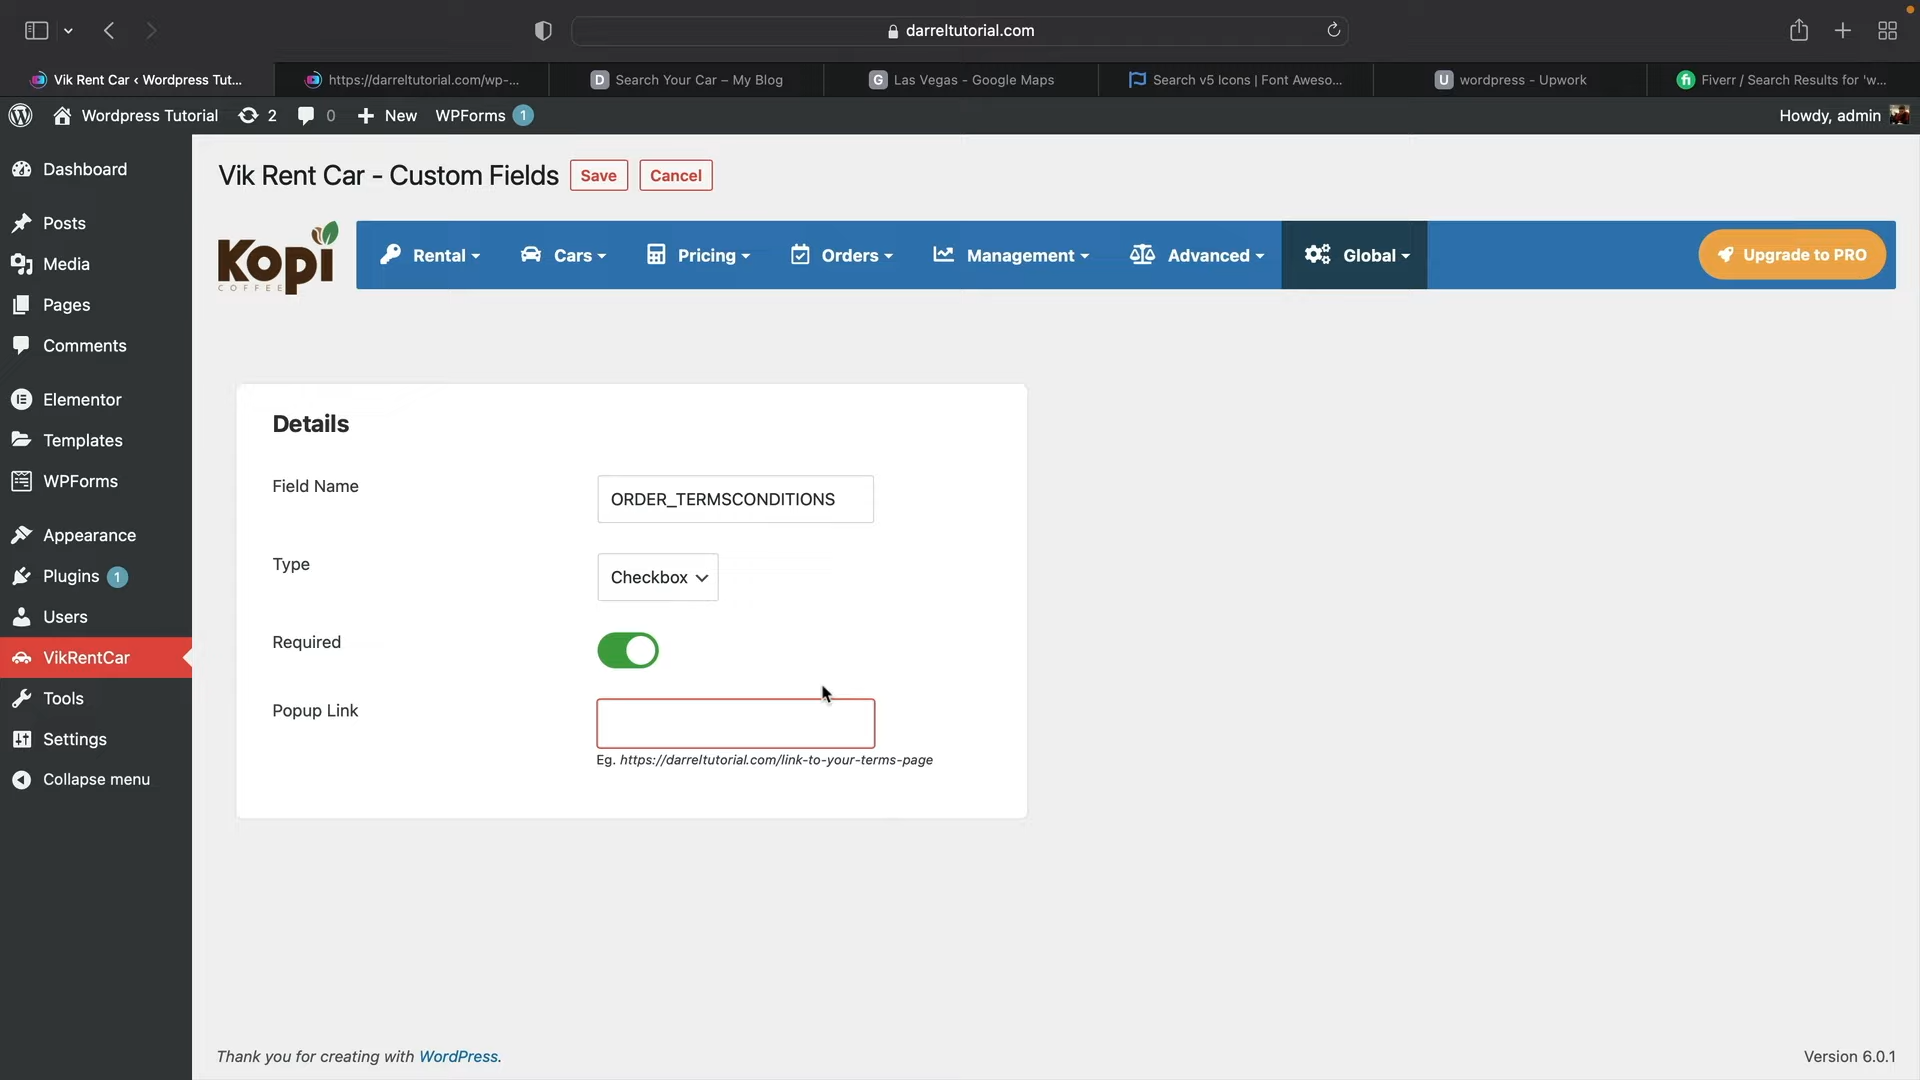 darreltutorial.com
Vik Rent Car ‹ Wordpress Tut...
https://darreltutorial.com/wp-...
D Search Your Car – My Blog
G Las Vegas - Google Maps
Search v5 Icons | Font Aweso...
U wordpress - Upwork
fi Fiverr / Search Results for 'w...
Wordpress Tutorial 2 0 New WPForms 1
Howdy, admin
Dashboard
Posts
Media
Pages
Comments
Elementor
Templates
WPForms
Appearance
Plugins 1
Users
VikRentCar
Tools
Settings
Collapse menu
Vik Rent Car - Custom Fields Save Cancel
Kopi
COFFEE
Rental Cars Pricing Orders Management Advanced Global Upgrade to PRO
Details
Field Name
ORDER_TERMSCONDITIONS
Type
Checkbox
Required
Popup Link
Eg. https://darreltutorial.com/link-to-your-terms-page
Thank you for creating with WordPress.
Version 6.0.1